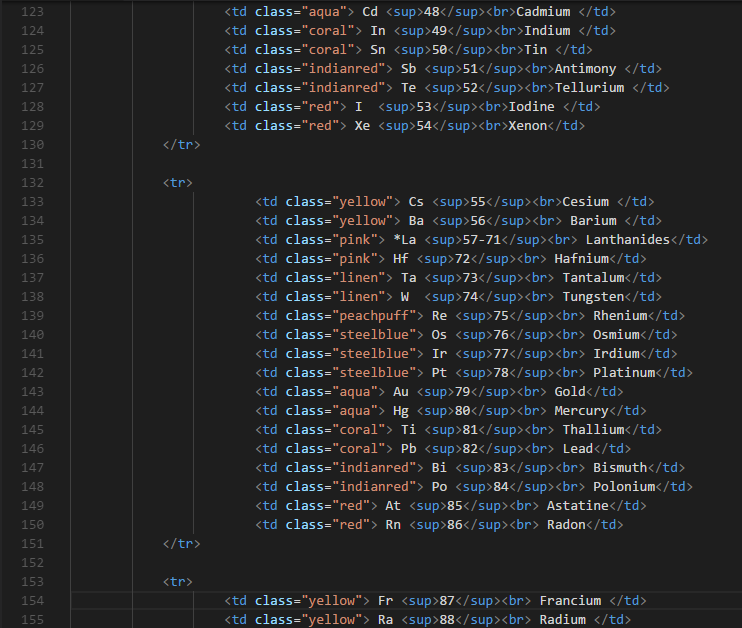 123 <td class="aqua"> Cd <sup>48</sup><br>Cadmium </td>
124 <td class="coral"> In <sup>49</sup><br>Indium </td>
125 <td class="coral"> Sn <sup>50</sup><br>Tin </td>
126 <td class="indianred"> Sb <sup>51</sup><br>Antimony </td>
127 <td class="indianred"> Te <sup>52</sup><br>Tellurium </td>
128 <td class="red"> I  <sup>53</sup><br>Iodine </td>
129 <td class="red"> Xe <sup>54</sup><br>Xenon</td>
130 </tr>
131
132 <tr>
133 <td class="yellow"> Cs <sup>55</sup><br>Cesium </td>
134 <td class="yellow"> Ba <sup>56</sup><br> Barium </td>
135 <td class="pink"> *La <sup>57-71</sup><br> Lanthanides</td>
136 <td class="pink"> Hf <sup>72</sup><br> Hafnium</td>
137 <td class="linen"> Ta <sup>73</sup><br> Tantalum</td>
138 <td class="linen"> W  <sup>74</sup><br> Tungsten</td>
139 <td class="peachpuff"> Re <sup>75</sup><br> Rhenium</td>
140 <td class="steelblue"> Os <sup>76</sup><br> Osmium</td>
141 <td class="steelblue"> Ir <sup>77</sup><br> Irdium</td>
142 <td class="steelblue"> Pt <sup>78</sup><br> Platinum</td>
143 <td class="aqua"> Au <sup>79</sup><br> Gold</td>
144 <td class="aqua"> Hg <sup>80</sup><br> Mercury</td>
145 <td class="coral"> Ti <sup>81</sup><br> Thallium</td>
146 <td class="coral"> Pb <sup>82</sup><br> Lead</td>
147 <td class="indianred"> Bi <sup>83</sup><br> Bismuth</td>
148 <td class="indianred"> Po <sup>84</sup><br> Polonium</td>
149 <td class="red"> At <sup>85</sup><br> Astatine</td>
150 <td class="red"> Rn <sup>86</sup><br> Radon</td>
151 </tr>
152
153 <tr>
154 <td class="yellow"> Fr <sup>87</sup><br> Francium </td>
155 <td class="yellow"> Ra <sup>88</sup><br> Radium </td>